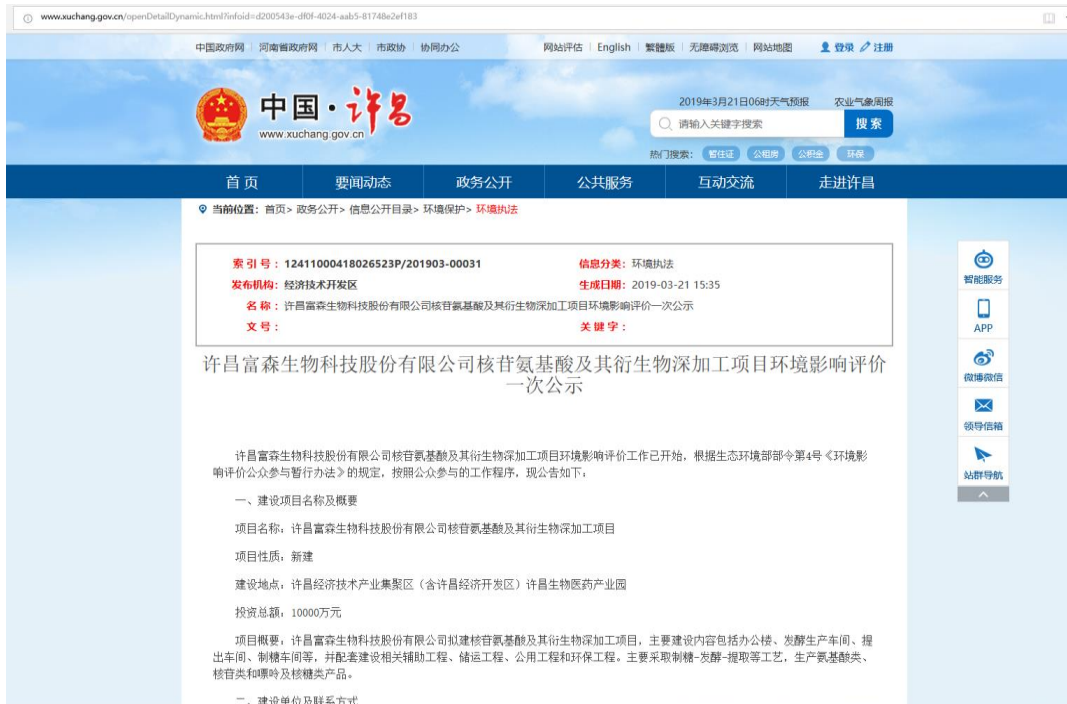 www.xuchang.gov.cn/openDetailDynamic.html?infoid=d200543e-df0f-4024-aab5-81748e2ef183
中国政府网 河南省政府网 市人大 市政协 协同办公 网站评估 English 繁體版 无障碍浏览 网站地图 登录 注册
2019年3月21日06时天气预报 农业气象周报
中国·许昌
www.xuchang.gov.cn
请输入关键字搜索 搜索
热门搜索: 暂住证 公租房 公积金 环保
首页 要闻动态 政务公开 公共服务 互动交流 走进许昌
当前位置: 首页> 政务公开> 信息公开目录> 环境保护> 环境执法
索引号: 12411000418026523P/201903-00031 信息分类: 环境执法
发布机构: 经济技术开发区 生成日期: 2019-03-21 15:35
名称: 许昌富森生物科技股份有限公司核苷氨基酸及其衍生物深加工项目环境影响评价一次公示
文号: 关键字:
许昌富森生物科技股份有限公司核苷氨基酸及其衍生物深加工项目环境影响评价
一次公示
许昌富森生物科技股份有限公司核苷氨基酸及其衍生物深加工项目环境影响评价工作已开始，根据生态环境部部令第4号《环境影
响评价公众参与暂行办法》的规定，按照公众参与的工作程序，现公告如下：
一、建设项目名称及概要
项目名称：许昌富森生物科技股份有限公司核苷氨基酸及其衍生物深加工项目
项目性质：新建
建设地点：许昌经济技术产业集聚区（含许昌经济开发区）许昌生物医药产业园
投资总额：10000万元
项目概要：许昌富森生物科技股份有限公司拟建核苷氨基酸及其衍生物深加工项目，主要建设内容包括办公楼、发酵生产车间、提
出车间、制糖车间等，并配套建设相关辅助工程、储运工程、公用工程和环保工程。主要采取制糖-发酵-提取等工艺，生产氨基酸类、
核苷类和嘌呤及核糖类产品。
二、建设单位及联系方式
智能服务
APP
微博微信
领导信箱
站群导航